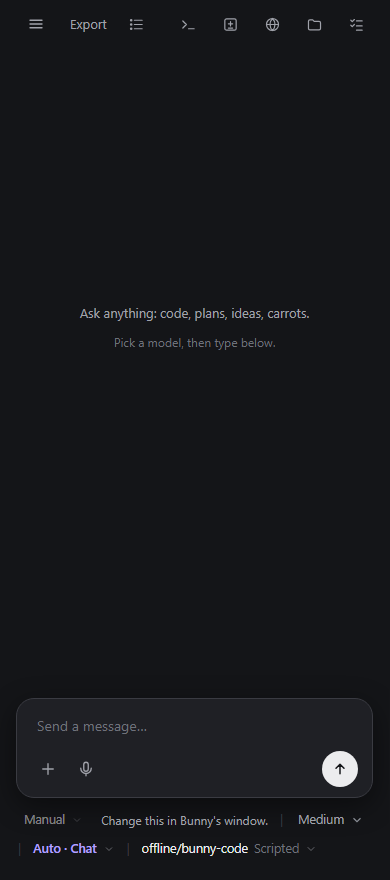 Export
Ask anything: code, plans, ideas, carrots.
Pick a model, then type below.
Send a message...
Manual Change this in Bunny's window. | Medium
| Auto · Chat | offline/bunny-code Scripted